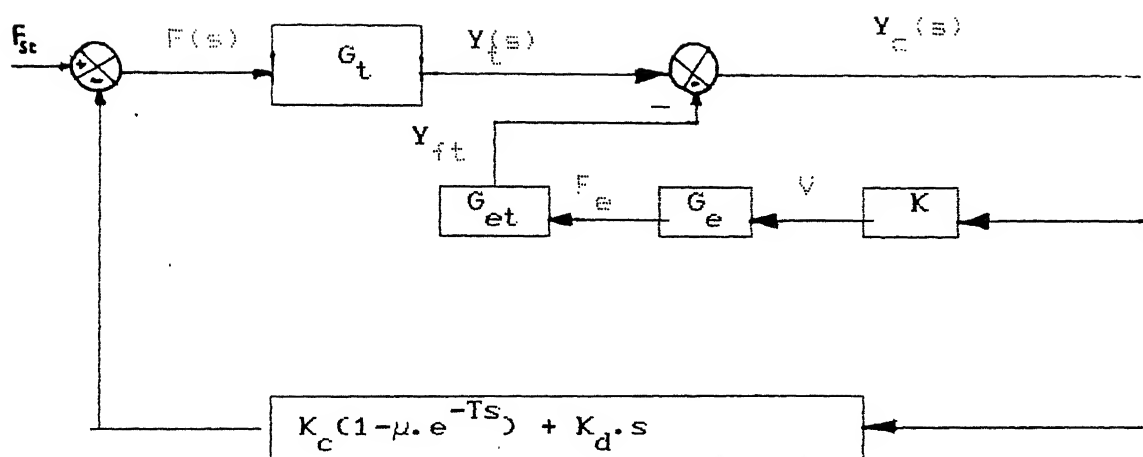 F_st
+
-
F(s)
G_t
Y_t(s)
-
Y_c(s)
−
Y_ft
G_et
F_e
G_e
V
K
K_c(1-μ.e^-Ts) + K_d.s